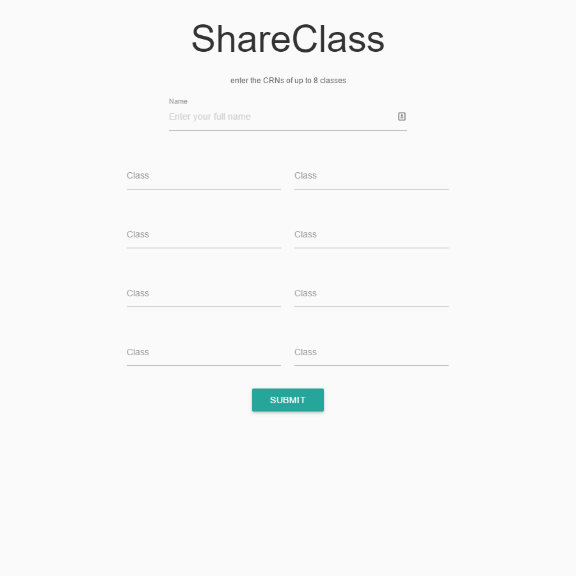 ShareClass
enter the CRNs of up to 8 classes
Name
Enter your full name
Class Class
Class Class
Class Class
Class Class
SUBMIT